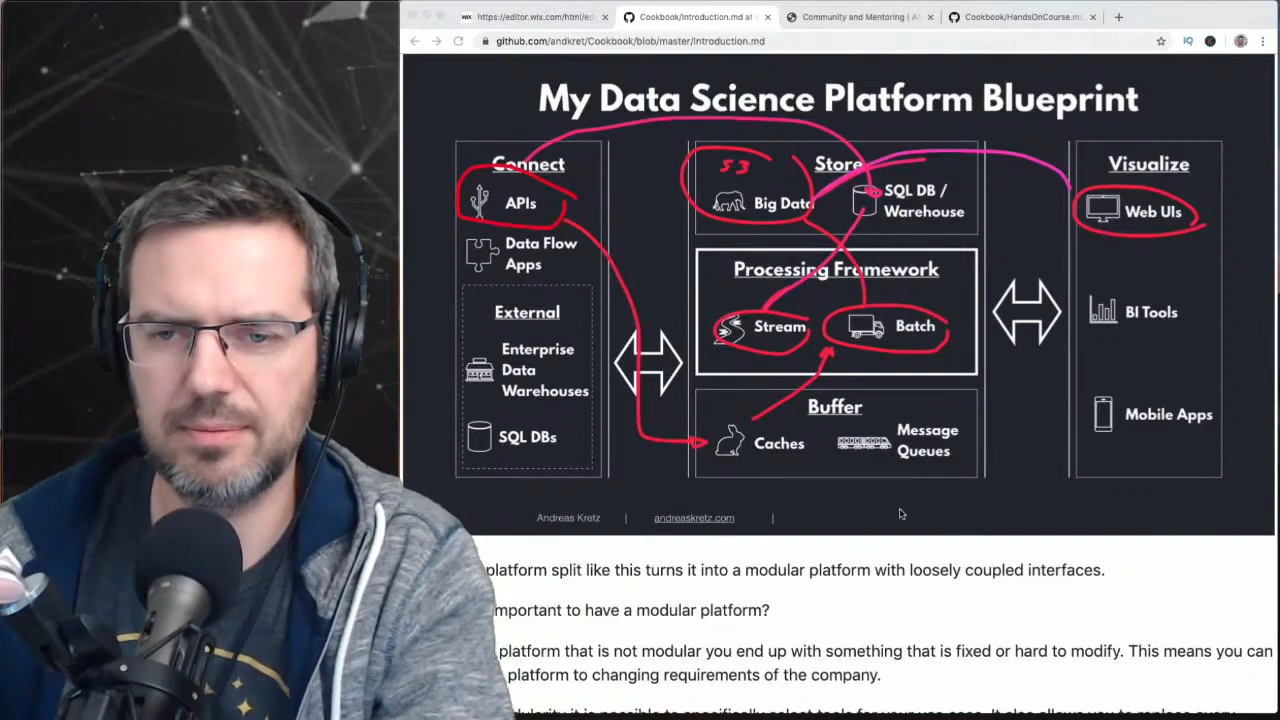 WIX https://editor.wix.com/html/ed
Cookbook/Introduction.md at
Community and Mentoring | A
Cookbook/HandsOnCourse.m
github.com/andkret/Cookbook/blob/master/Introduction.md
IQ
My Data Science Platform Blueprint
Connect
APIs
Data Flow
Apps
External
Enterprise
Data
Warehouses
SQL DBs
Store
S3
Big Data
SQL DB /
Warehouse
Processing Framework
Stream
Batch
Buffer
Caches
Message
Queues
Visualize
Web UIs
BI Tools
Mobile Apps
Andreas Kretz | andreaskretz.com |
platform split like this turns it into a modular platform with loosely coupled interfaces.
mportant to have a modular platform?
platform that is not modular you end up with something that is fixed or hard to modify. This means you can
platform to changing requirements of the company.